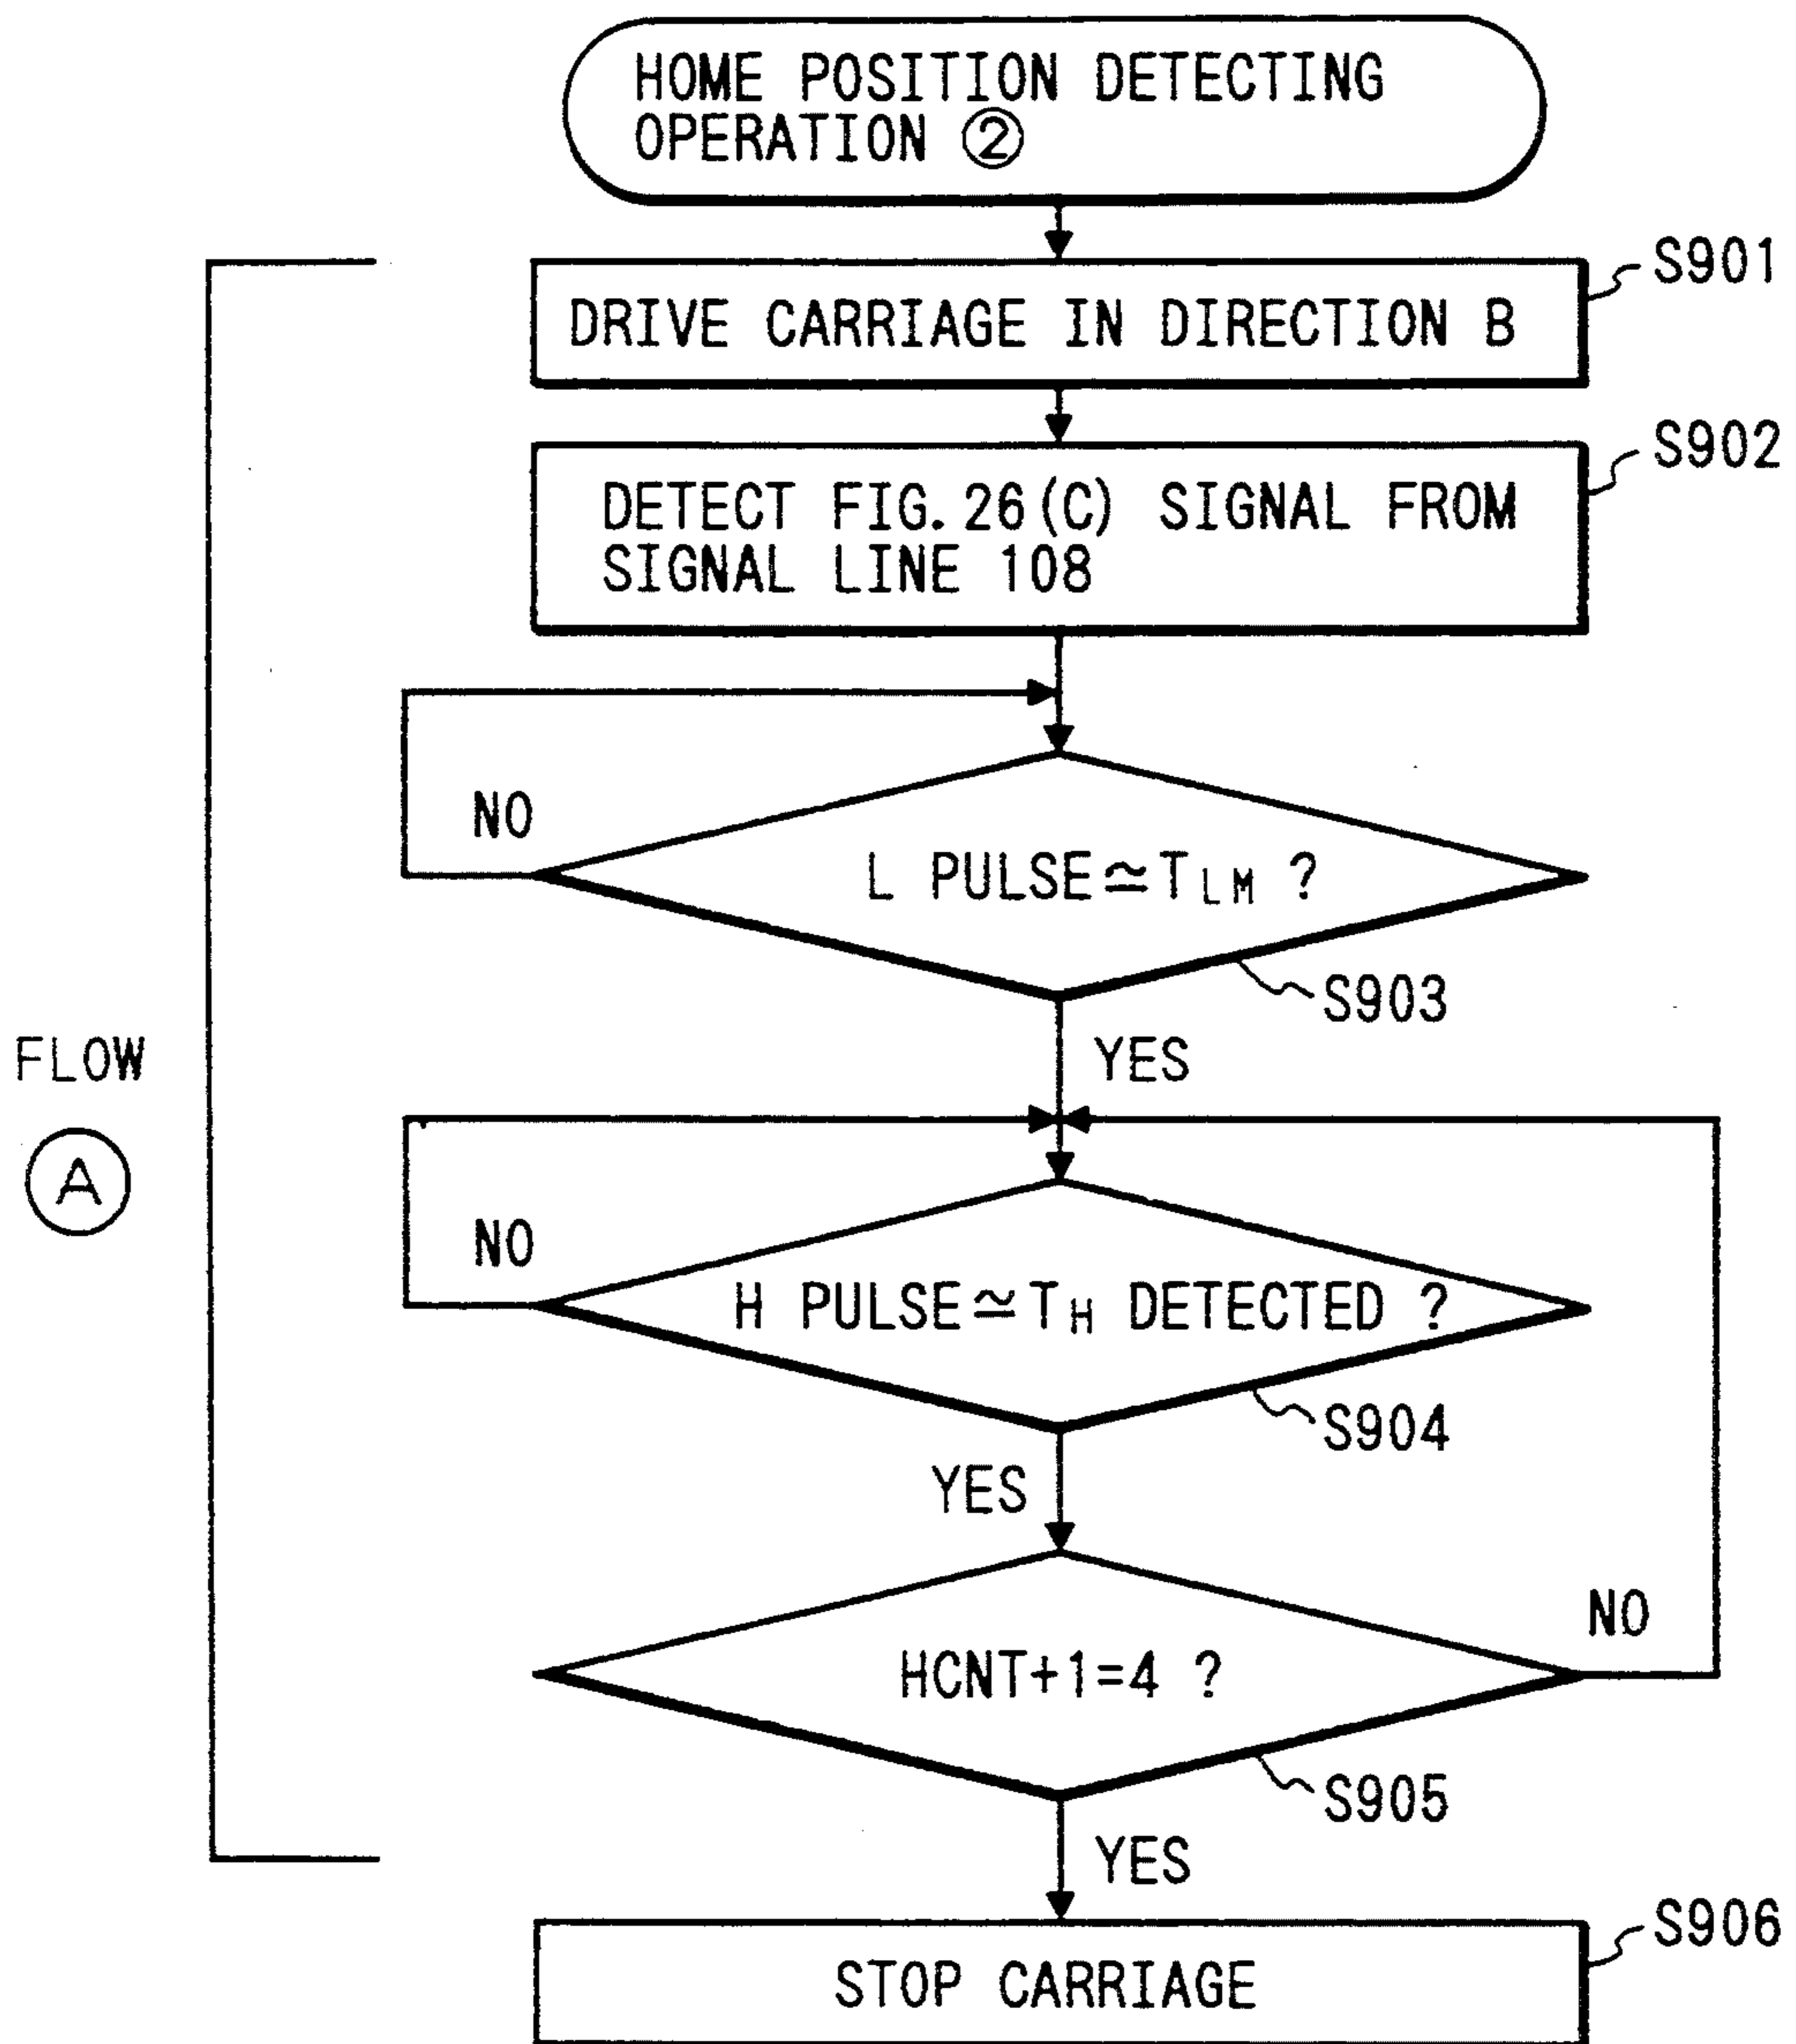 HOME POSITION DETECTING
OPERATION ②
S901
DRIVE CARRIAGE IN DIRECTION B
S902
DETECT FIG. 26(C) SIGNAL FROM
SIGNAL LINE 108
NO
L PULSE≃TLM ?
S903
YES
FLOW
A
NO
H PULSE≃TH DETECTED ?
S904
YES
NO
HCNT+1=4 ?
S905
YES
S906
STOP CARRIAGE